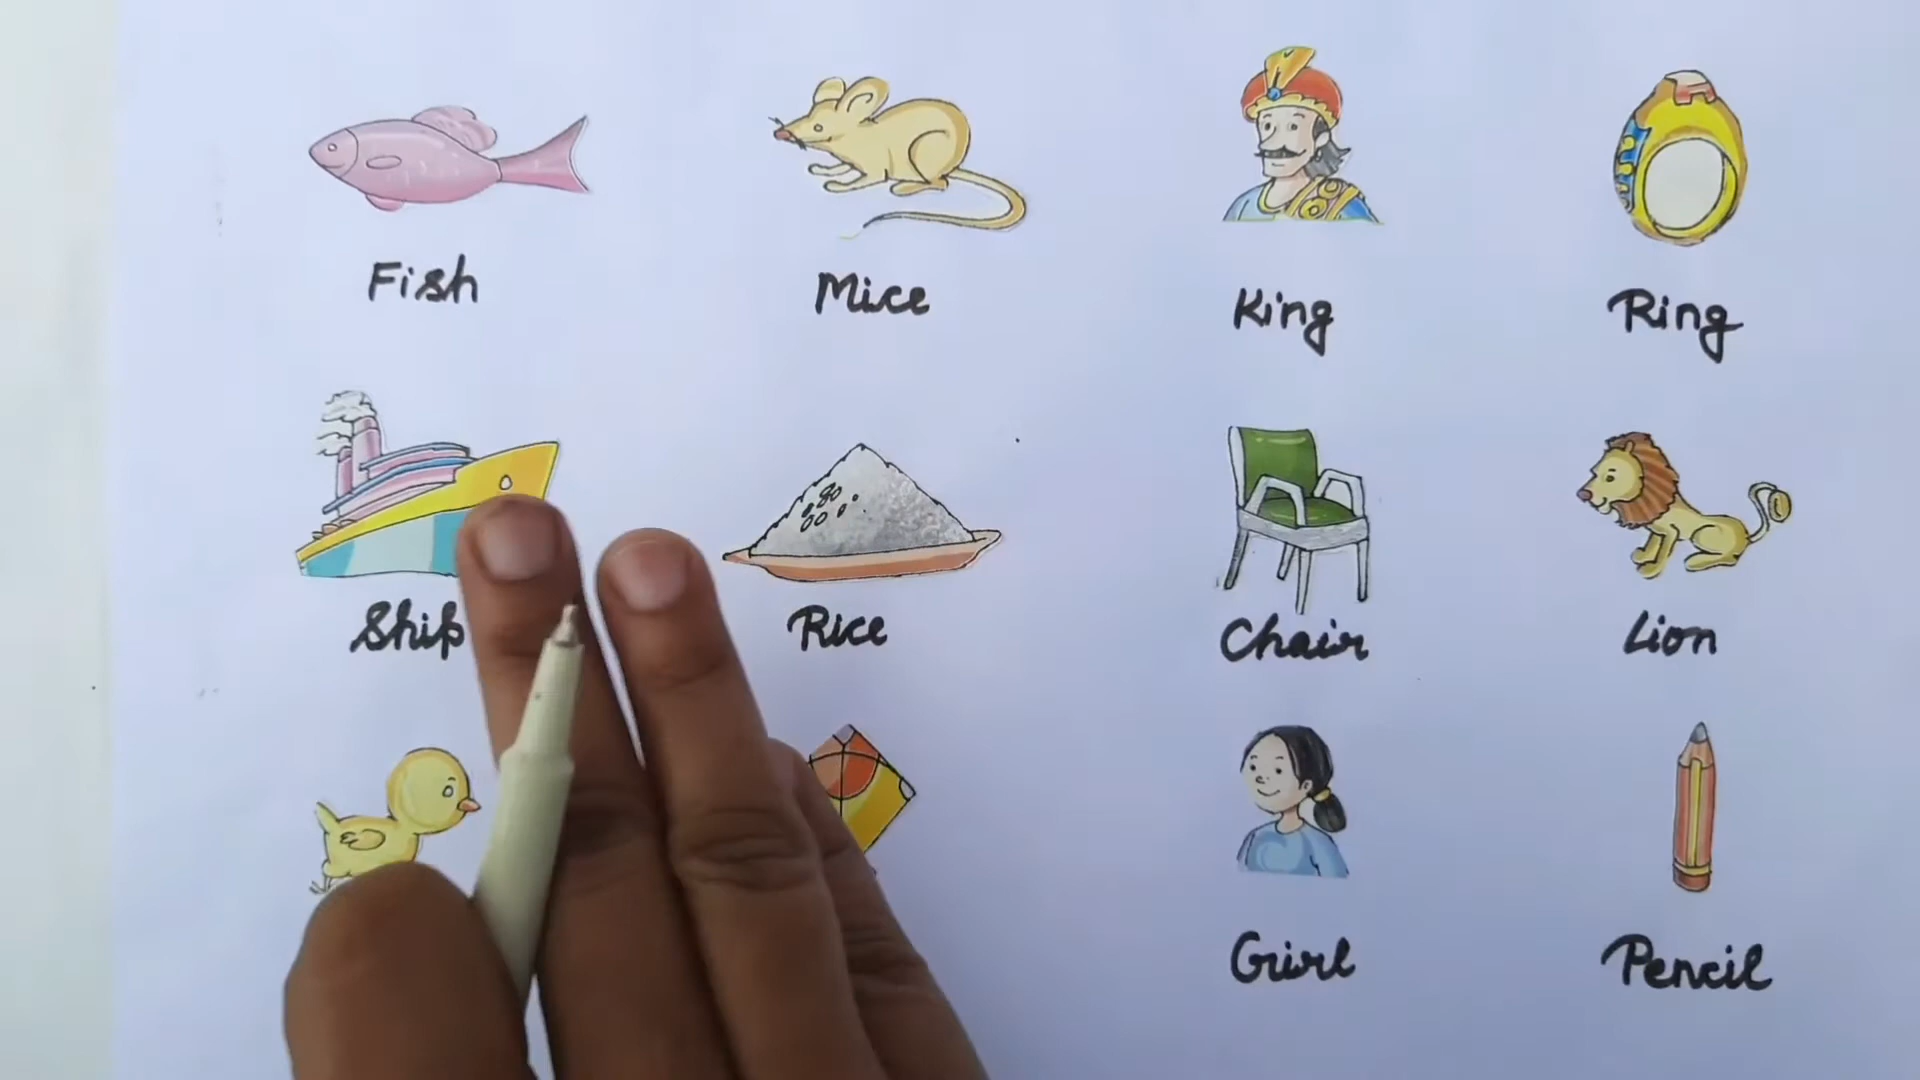 Fish
Mice
King
Ring
Ship
Rice
Chair
Lion
Girl
Pencil